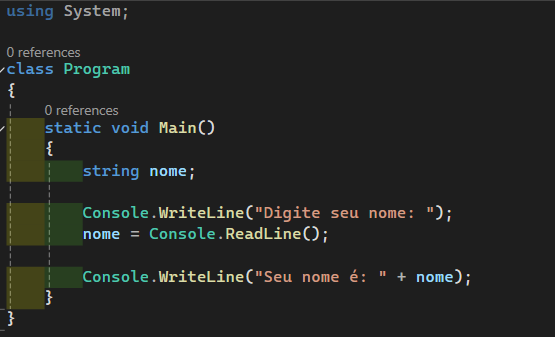 using System;
0 references
class Program
{
0 references
static void Main()
{
string nome;
Console.WriteLine("Digite seu nome: ");
nome = Console.ReadLine();
Console.WriteLine("Seu nome é: " + nome);
}
}